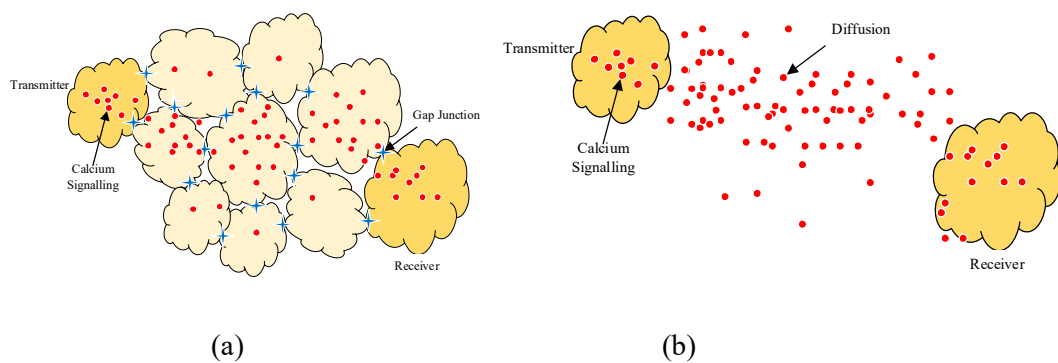 Transmitter
Calcium
Signalling
Gap Junction
Receiver
(a)
Transmitter
Diffusion
Calcium
Signalling
Receiver
(b)